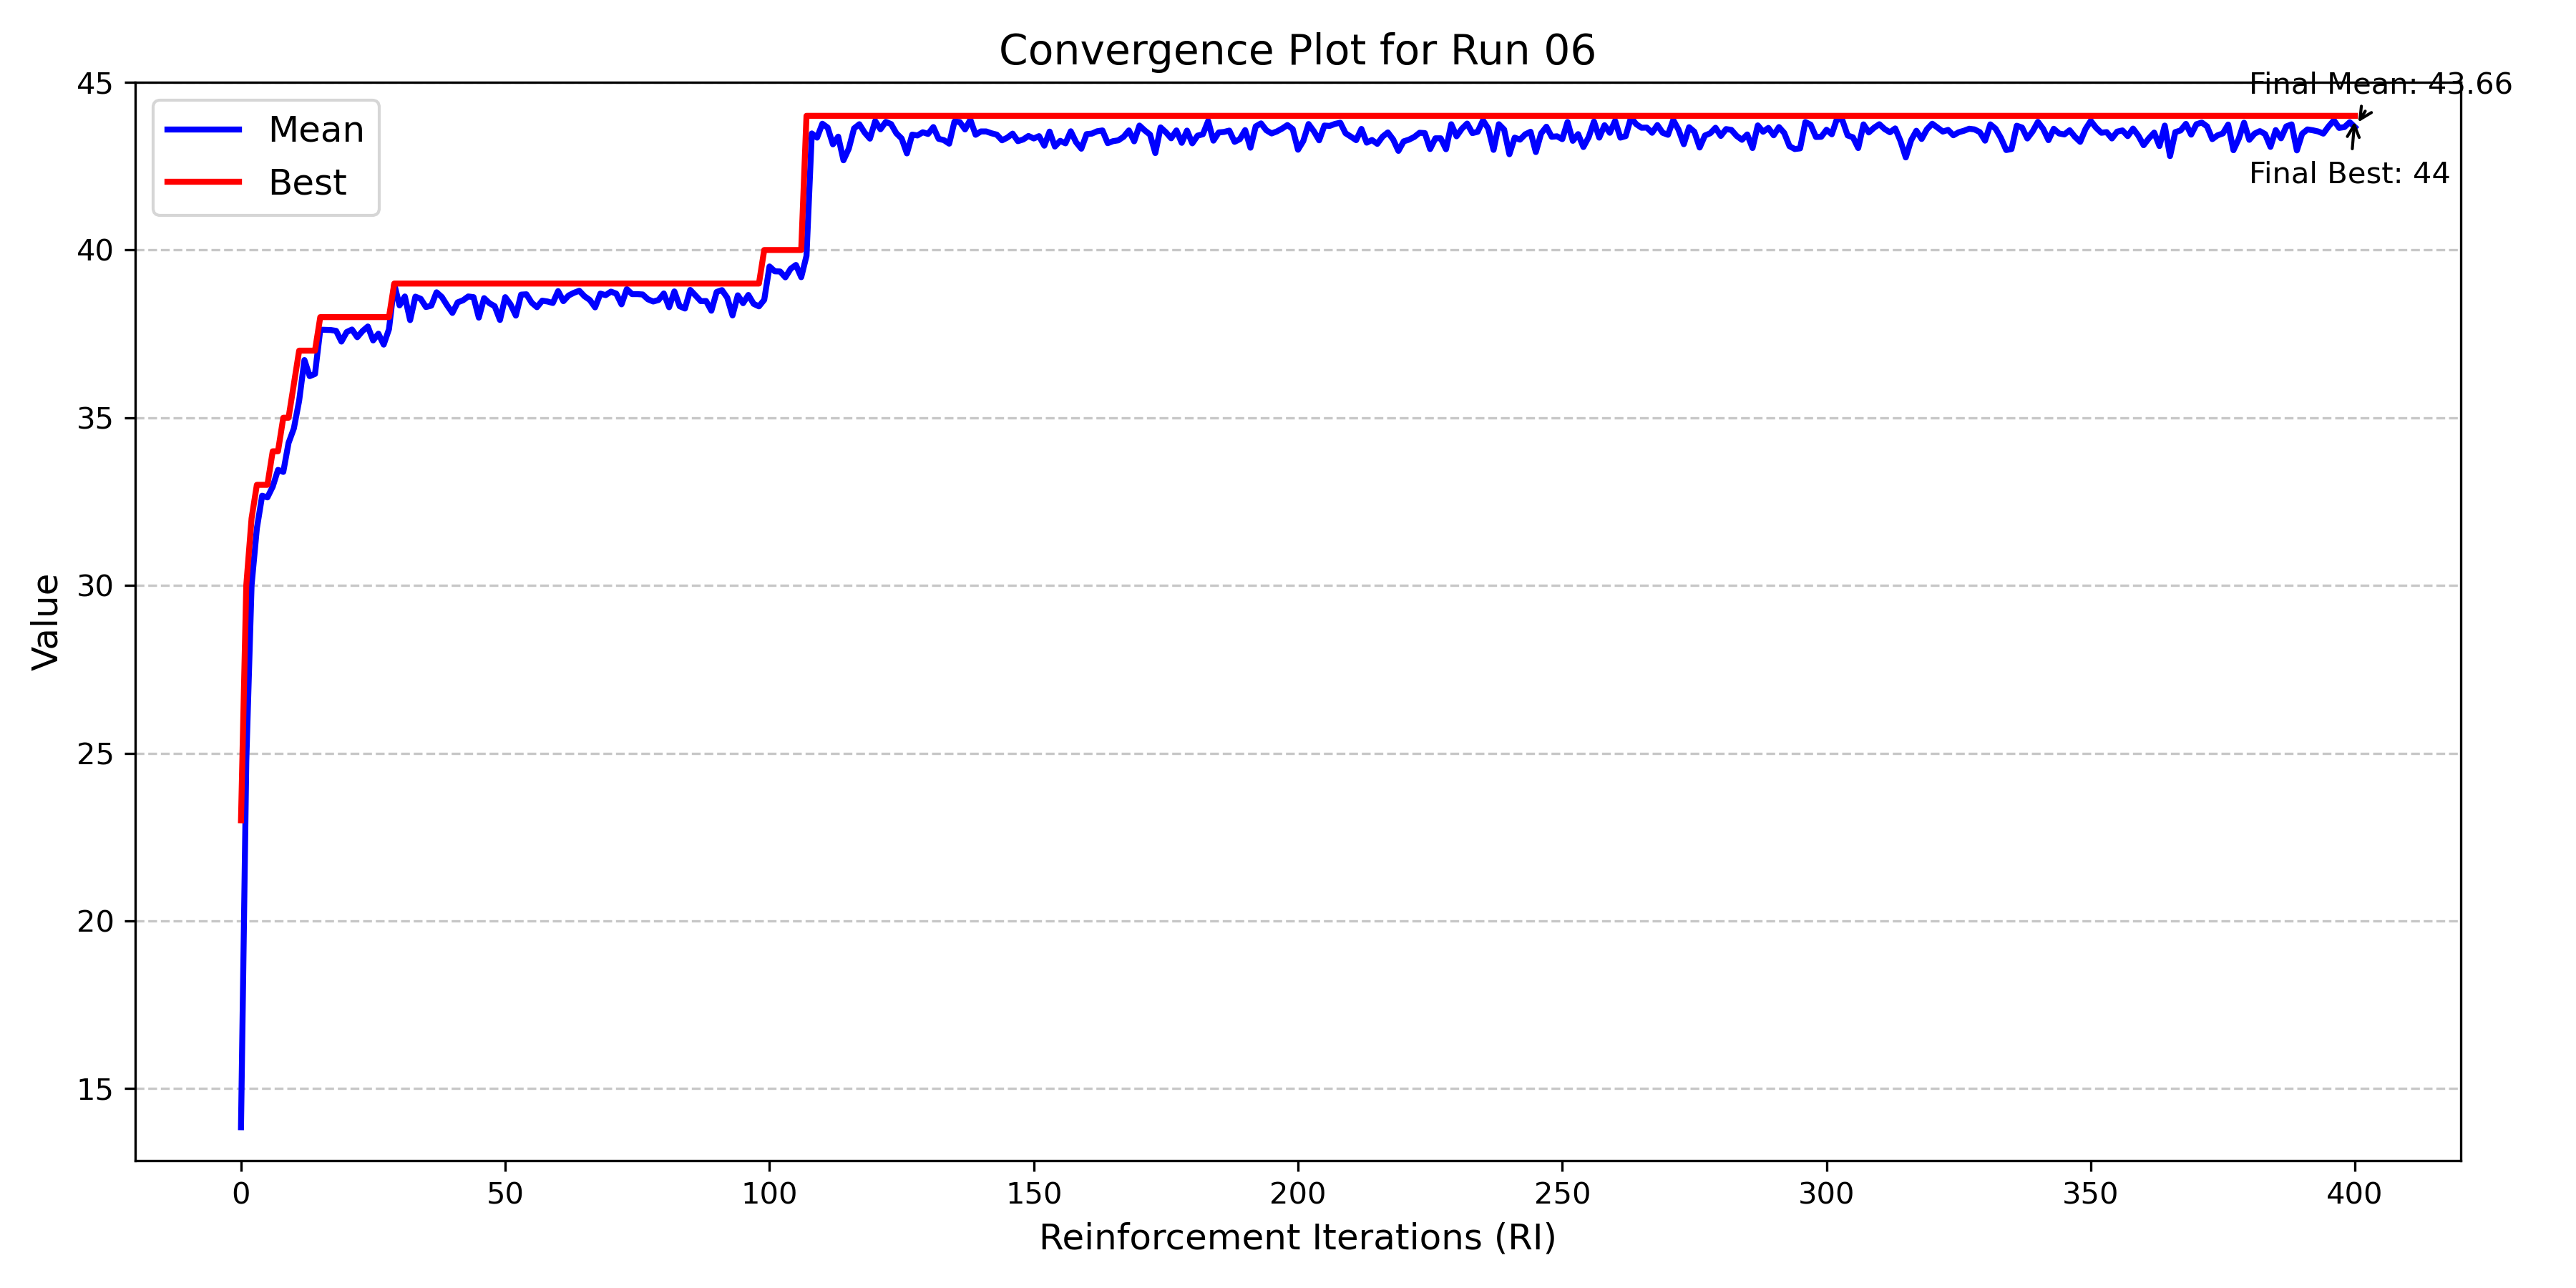 Convergence Plot for Run 06
45
40
35
30
25
20
15
Value
Mean
Best
Final Mean: 43.66
Final Best: 44
0 50 100 150 200 250 300 350 400
Reinforcement Iterations (RI)